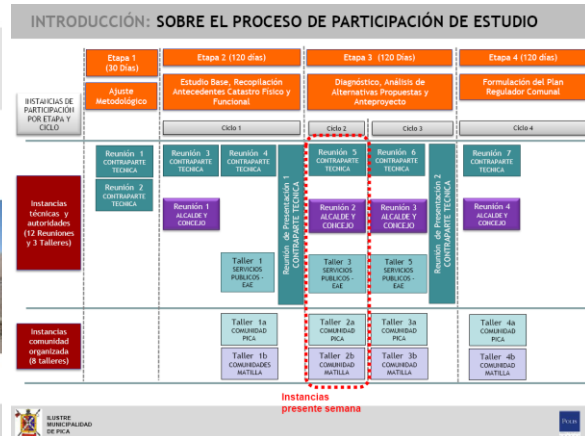 INTRODUCCIÓN: SOBRE EL PROCESO DE PARTICIPACIÓN DE ESTUDIO
Etapa 1
(30 Días)
Etapa 2 (120 días)
Etapa 3 (120 días)
Etapa 4 (120 días)
INSTANCIAS DE
PARTICIPACIÓN
POR ETAPA Y
CICLO
Ajuste
Metodológico
Estudio Base, Recopilación
Antecedentes Catastro Físico y
Funcional
Diagnóstico, Análisis de
Alternativas Propuestas y
Anteproyecto
Formulación del Plan
Regulador Comunal
Ciclo 1
Ciclo 2
Ciclo 3
Ciclo 4
Instancias
técnicas y
autoridades
(12 Reuniones
y 3 Talleres)
Reunión 1
CONTRAPARTE
TECNICA
Reunión 2
CONTRAPARTE
TECNICA
Reunión 3
CONTRAPARTE
TECNICA
Reunión 4
CONTRAPARTE
TECNICA
Reunión 1
ALCALDE Y
CONCEJO
Taller 1
SERVICIOS
PUBLICOS -
EAE
Reunión de Presentación 1
CONTRAPARTE TECNICA
Reunión 5
CONTRAPARTE
TECNICA
Reunión 2
ALCALDE Y
CONCEJO
Taller 3
SERVICIOS
PUBLICOS -
EAE
Reunión 6
CONTRAPARTE
TECNICA
Reunión 3
ALCALDE Y
CONCEJO
Taller 5
SERVICIOS
PUBLICOS -
EAE
Reunión de Presentación 2
CONTRAPARTE TECNICA
Reunión 7
CONTRAPARTE
TECNICA
Reunión 4
ALCALDE Y
CONCEJO
Instancias
comunidad
organizada
(8 talleres)
Taller 1a
COMUNIDAD
PICA
Taller 1b
COMUNIDADES
MATILLA
Taller 2a
COMUNIDAD
PICA
Taller 2b
COMUNIDAD
MATILLA
Taller 3a
COMUNIDAD
PICA
Taller 3b
COMUNIDAD
MATILLA
Taller 4a
COMUNIDAD
PICA
Taller 4b
COMUNIDAD
MATILLA
Instancias
presente semana
ILUSTRE
MUNICIPALIDAD
DE PICA
POLIS